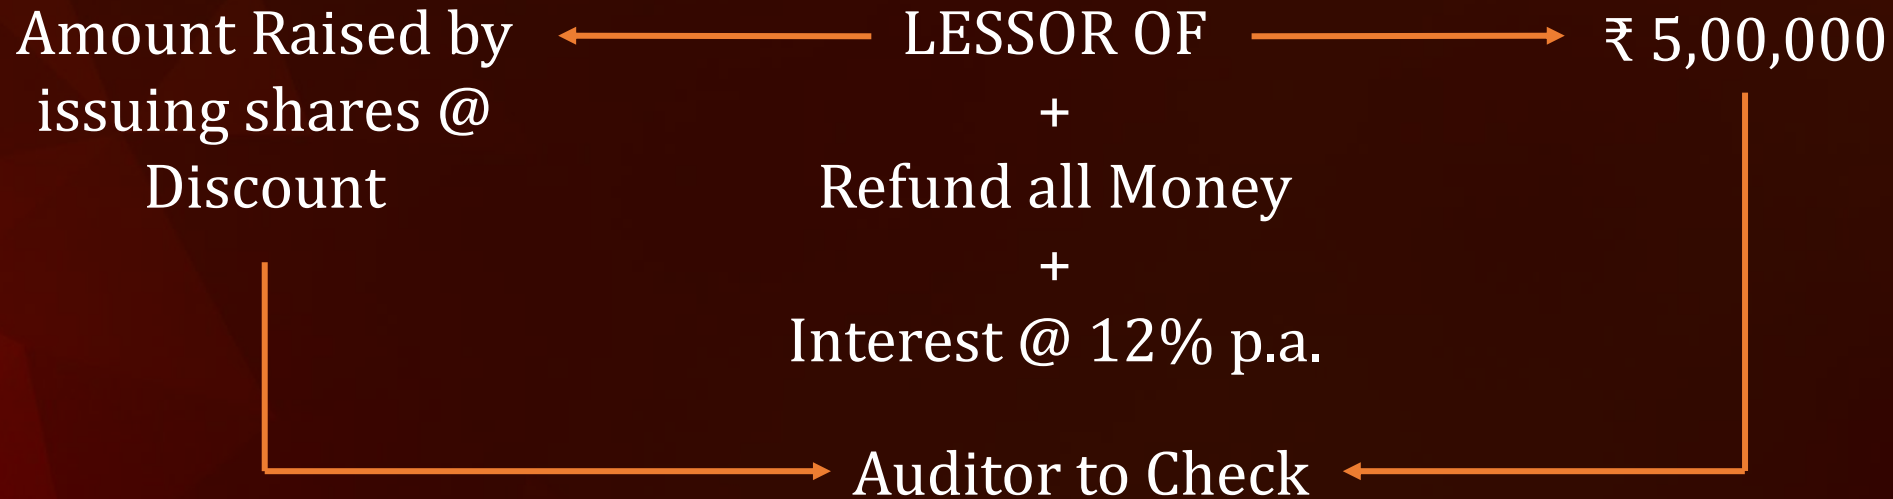 Amount Raised by
issuing shares @
Discount
LESSOR OF
+
Refund all Money
+
Interest @ 12% p.a.
₹ 5,00,000
Auditor to Check